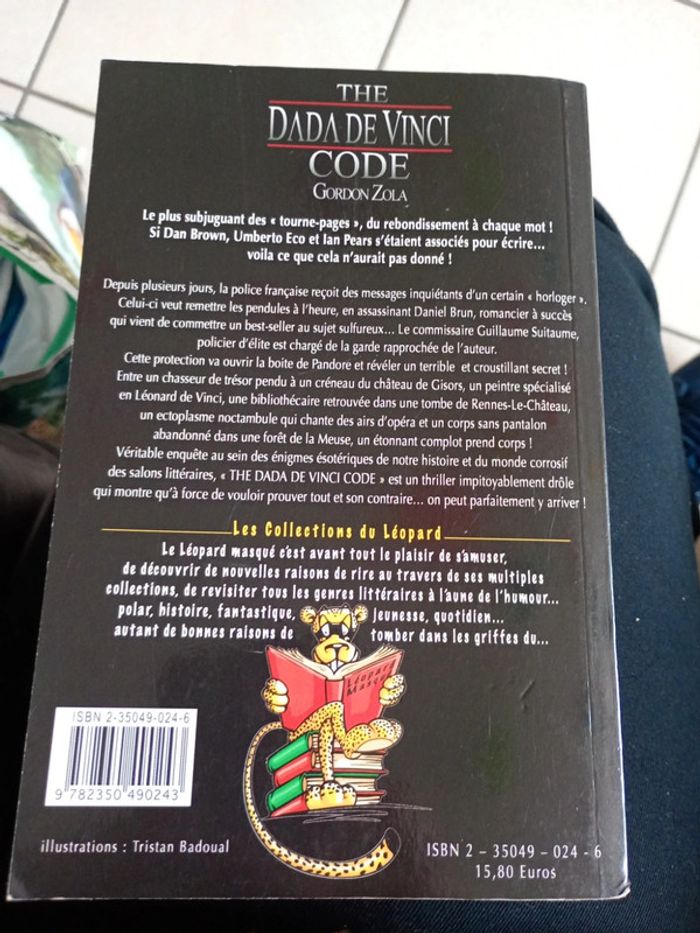 THE
DADA DE VINCI
CODE
GORDON ZOLA
Le plus subjuguant des « tourne-pages », du rebondissement à chaque mot !
Si Dan Brown, Umberto Eco et Ian Pears s'étaient associés pour écrire...
voila ce que cela n'aurait pas donné !
Depuis plusieurs jours, la police française reçoit des messages inquiétants d'un certain « horloger ».
Celui-ci veut remettre les pendules à l'heure, en assassinant Daniel Brun, romancier à succès
qui vient de commettre un best-seller au sujet sulfureux... Le commissaire Guillaume Suitaume,
policier d'élite est chargé de la garde rapprochée de l'auteur.
Cette protection va ouvrir la boite de Pandore et révéler un terrible et croustillant secret !
Entre un chasseur de trésor pendu à un créneau du château de Gisors, un peintre spécialisé
en Léonard de Vinci, une bibliothécaire retrouvée dans une tombe de Rennes-Le-Château,
un ectoplasme noctambule qui chante des airs d'opéra et un corps sans pantalon
abandonné dans une forêt de la Meuse, un étonnant complot prend corps !
Véritable enquête au sein des énigmes ésotériques de notre histoire et du monde corrosif
des salons littéraires, « THE DADA DE VINCI CODE » est un thriller impitoyablement drôle
qui montre qu'à force de vouloir prouver tout et son contraire... on peut parfaitement y arriver !
Les Collections du Léopard
Le Léopard masqué c'est avant tout le plaisir de s'amuser,
de découvrir de nouvelles raisons de rire au travers de ses multiples
collections, de revisiter tous les genres littéraires à l'aune de l'humour...
polar, histoire, fantastique, jeunesse, quotidien...
autant de bonnes raisons de tomber dans les griffes du...
Léopard
Masqué
ISBN 2-35049-024-6
9 782350 490243
illustrations : Tristan Badoual
ISBN 2 – 35049 – 024 - 6
15,80 Euros